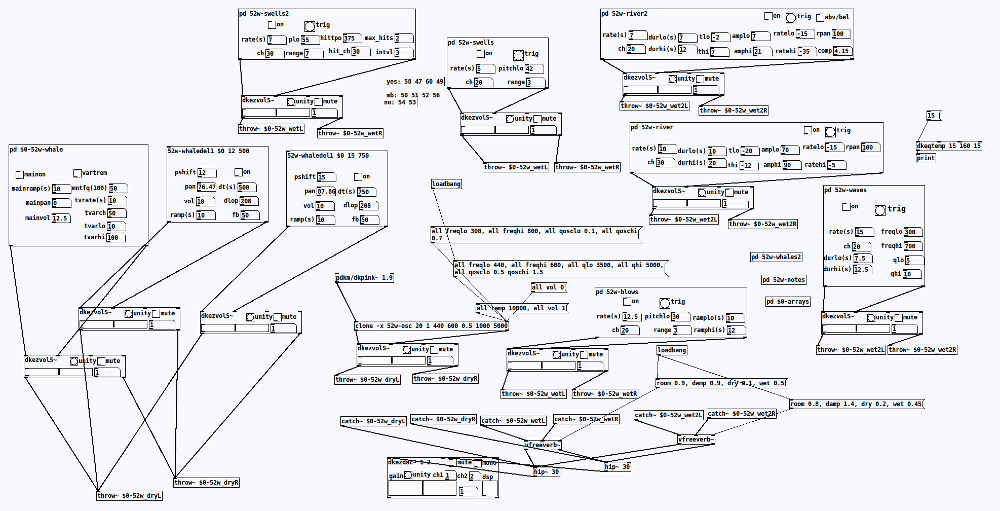 pd 52w-swells2
on
trig
rate(s) 7 plo 55 hittpo 375 max_hits 2
ch 30 range 2 hit_ch 30 intvl 3
dkezvolS~ unity mute
1
throw~ $0-52w_wetL
throw~ $0-52w_wetR
yes: 58 47 60 49
mb: 50 51 52 56
no: 54 53
pd 52w-swells
on
trig
rate(s) 5 pitchlo 42
ch 20 range 3
dkezvolS~ unity mute
1
throw~ $0-52w_wetL
throw~ $0-52w_wetR
pd 52w-river2
on trig abv/bel
rate(s) 7 durlo(s) 7 tlo -2 amplo 7 ratelo -15 rpan 100
ch 20 durhi(s) 12 thi 7 amphi 21 ratehi -35 comp 4.15
dkezvolS~ unity mute
1
throw~ $0-52w_wet2L
throw~ $0-52w_wet2R
pd 52w-river
on trig
rate(s) 10 durlo(s) 10 tlo -20 amplo 70 ratelo -15 rpan 100
ch 30 durhi(s) 20 thi -12 amphi 90 ratehi -5
dkezvolS~ unity mute
1
throw~ $0-52w_wet2L
throw~ $0-52w_wet2R
15
dkeqtemp 15 160 15
print
pd $0-52w-whale
mainon
vartrem
mainramp(s) 10 mntfq(100) 50
mainpan 0 tvrate(s) 10
mainvol 12.5 tvarch 50
tvarlo 10
tvarhi 100
52w-whaledel1 $0 12 500
pshift 12
pan 76.47 dt(s) 500
vol 10 dlop 208
ramp(s) 10 fb 50
52w-whaledel1 $0 15 750
pshift 15
pan 87.86 dt(s) 750
vol 10 dlop 208
ramp(s) 10 fb 50
loadbang
all freqlo 300, all freqhi 800, all qosclo 0.1, all qoschi
0.7
all freqlo 440, all freqhi 600, all qlo 3500, all qhi 5000,
all qosclo 0.5 qoschi 1.5
all vol 0
all ramp 10000, all vol 1
pdkm/dkpink~ 1.9
clone -x 52w-osc 20 1 440 600 0.5 1000 5000
dkezvolS~ unity mute
1
throw~ $0-52w_dryL
throw~ $0-52w_dryR
pd 52w-blows
on
trig
rate(s) 12.5 pitchlo 30 ramplo(s) 10
ch 20 range 3 ramphi(s) 12
dkezvolS~ unity mute
1
throw~ $0-52w_wetL
throw~ $0-52w_wetR
pd 52w-whales2
pd 52w-notes
pd $0-arrays
pd 52w-waves
on
trig
rate(s) 15 freqlo 300
ch 20 freqhi 700
durlo(s) 7.5 qlo 5
durhi(s) 12.5 qhi 10
dkezvolS~ unity mute
1
throw~ $0-52w_wet2L
throw~ $0-52w_wet2R
dkezvolS~ unity mute
1
dkezvolS~ unity mute
1
dkezvolS~ unity mute
1
throw~ $0-52w_dryL
throw~ $0-52w_dryR
loadbang
room 0.9, damp 0.9, dry 0.1, wet 0.5
room 0.8, damp 1.4, dry 0.2, wet 0.45
catch~ $0-52w_dryL
catch~ $0-52w_dryR
catch~ $0-52w_wetL
catch~ $0-52w_wetR
catch~ $0-52w_wet2L
catch~ $0-52w_wet2R
vfreeverb~
vfreeverb~
hip~ 30
hip~ 30
dkezdac~ 1 2 mute mono
gain unity ch1 1 ch2 2 dsp
1